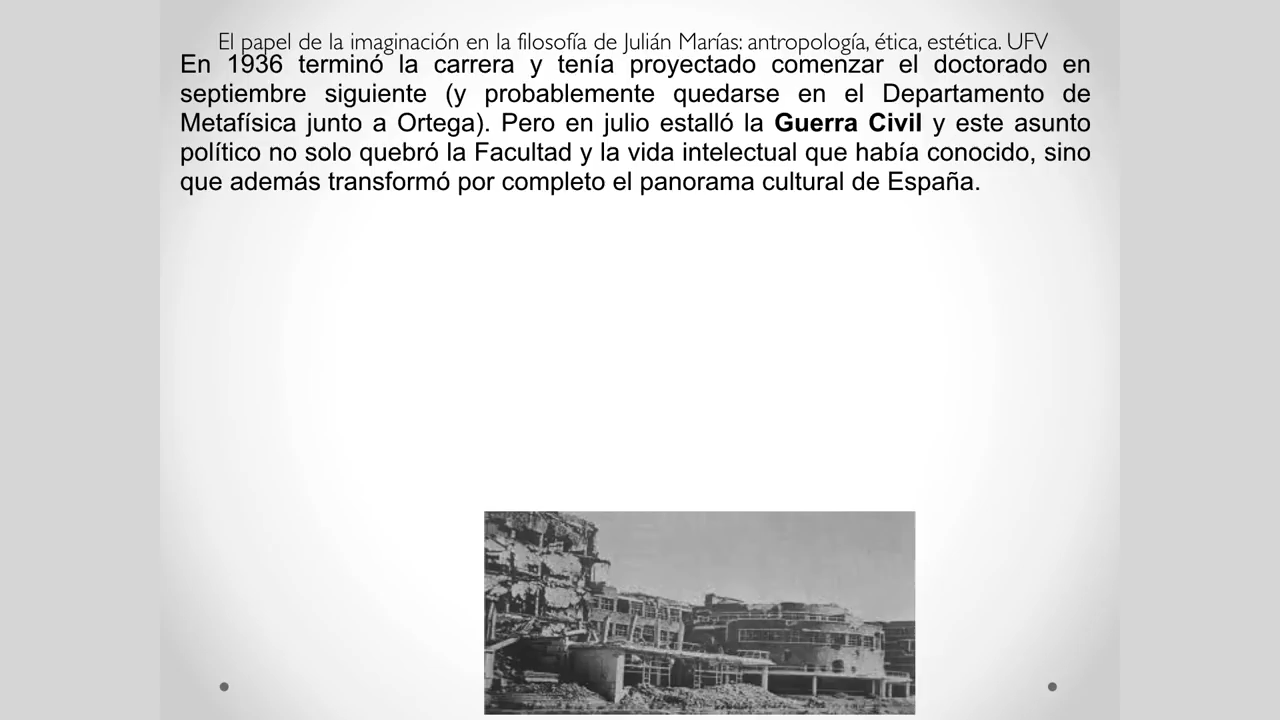 El papel de la imaginación en la filosofía de Julián Marías: antropología, ética, estética. UFV
En 1936 terminó la carrera y tenía proyectado comenzar el doctorado en
septiembre siguiente (y probablemente quedarse en el Departamento de
Metafísica junto a Ortega). Pero en julio estalló la Guerra Civil y este asunto
político no solo quebró la Facultad y la vida intelectual que había conocido, sino
que además transformó por completo el panorama cultural de España.